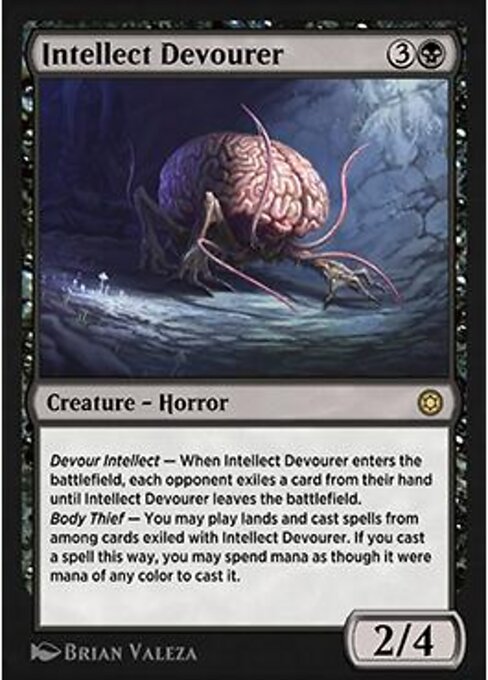 Intellect Devourer 3
Creature – Horror
Devour Intellect — When Intellect Devourer enters the
battlefield, each opponent exiles a card from their hand
until Intellect Devourer leaves the battlefield.
Body Thief — You may play lands and cast spells from
among cards exiled with Intellect Devourer. If you cast
a spell this way, you may spend mana as though it were
mana of any color to cast it.
2/4
Brian Valeza